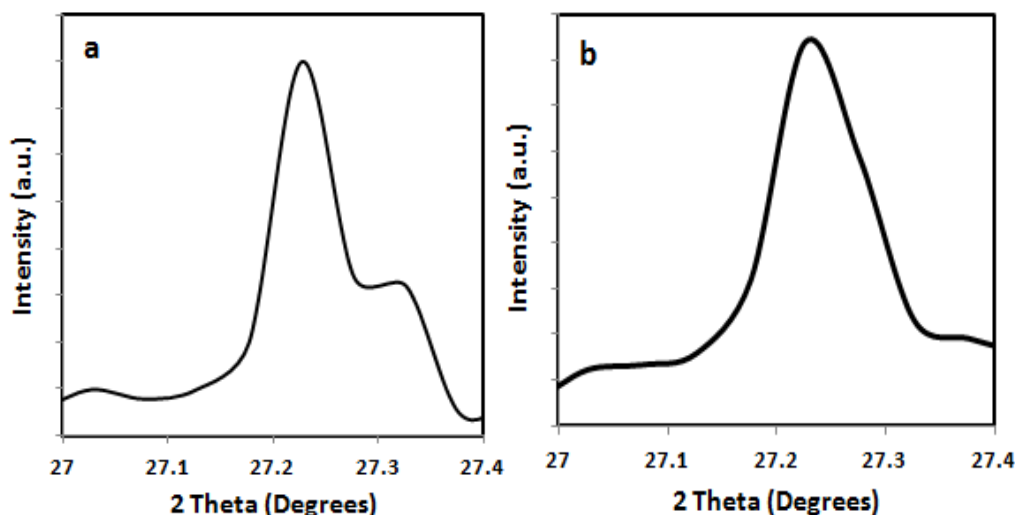 a
Intensity (a.u.)
27 27.1 27.2 27.3 27.4
2 Theta (Degrees)
b
Intensity (a.u.)
27 27.1 27.2 27.3 27.4
2 Theta (Degrees)